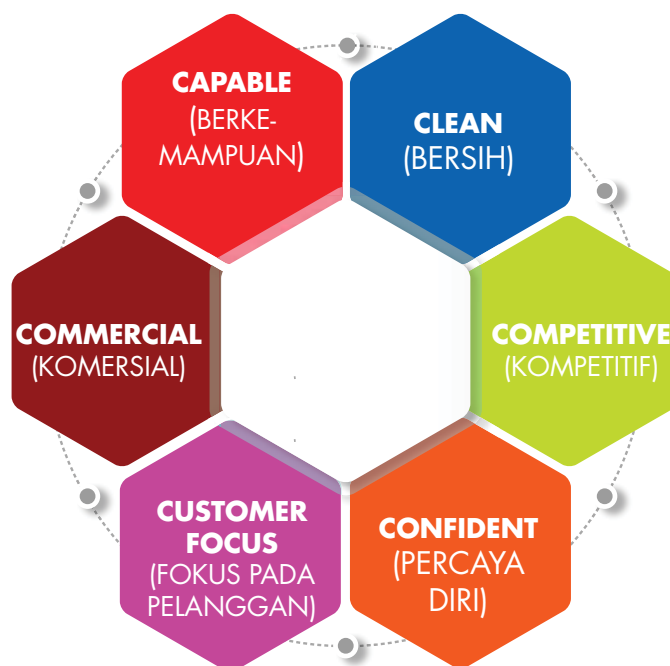 CAPABLE
(BERKE-
MAMPUAN)
CLEAN
(BERSIH)
COMMERCIAL
(KOMERSIAL)
COMPETITIVE
(KOMPETITIF)
CUSTOMER
FOCUS
(FOKUS PADA
PELANGGAN)
CONFIDENT
(PERCAYA
DIRI)